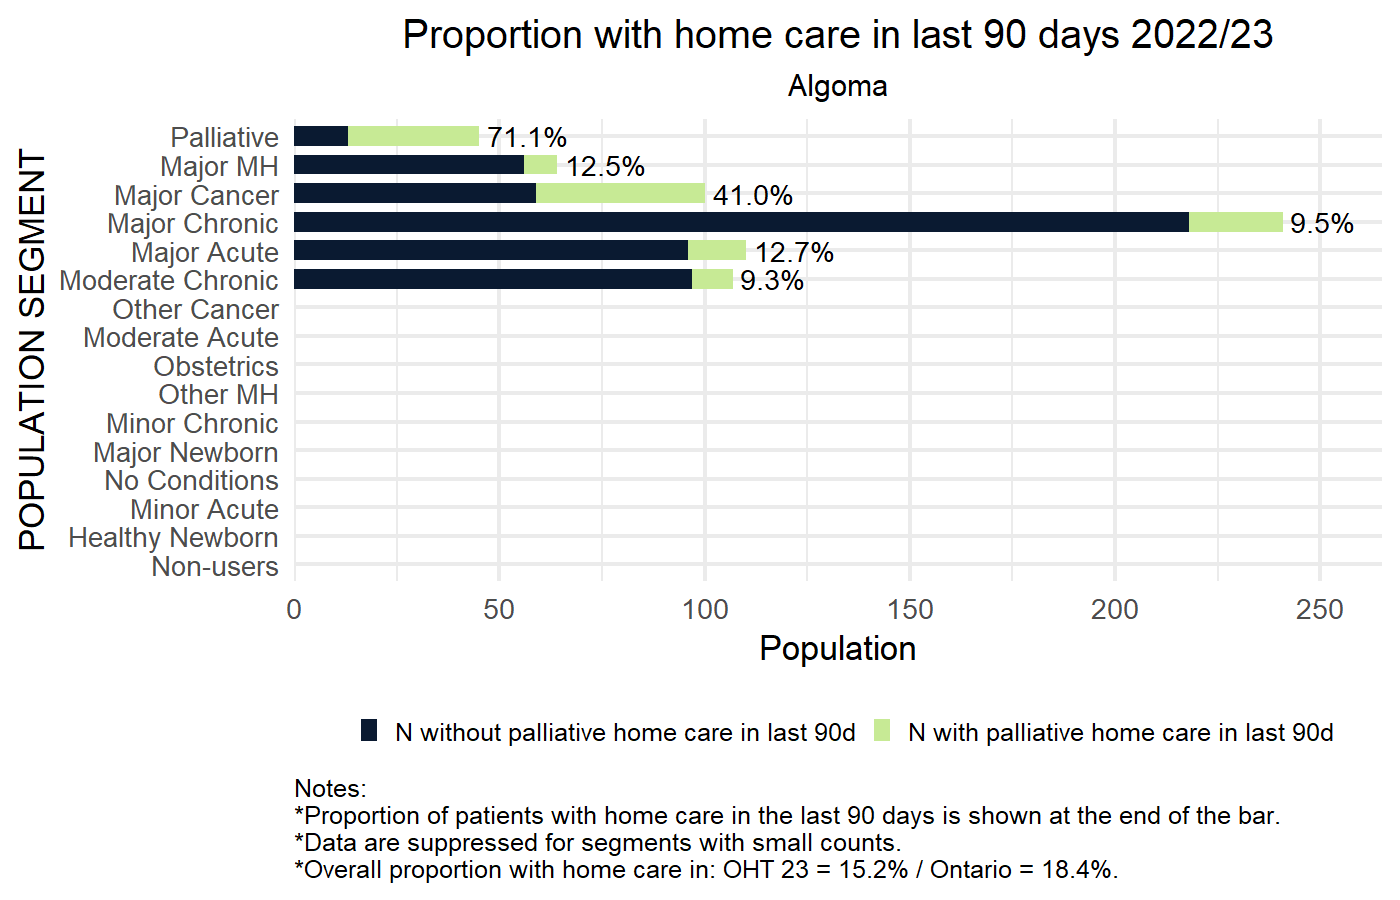 Proportion with home care in last 90 days 2022/23
Algoma
POPULATION SEGMENT
Palliative 71.1%
Major MH 12.5%
Major Cancer 41.0%
Major Chronic 9.5%
Major Acute 12.7%
Moderate Chronic 9.3%
Other Cancer
Moderate Acute
Obstetrics
Other MH
Minor Chronic
Major Newborn
No Conditions
Minor Acute
Healthy Newborn
Non-users
0 50 100 150 200 250
Population
N without palliative home care in last 90d N with palliative home care in last 90d
Notes:
*Proportion of patients with home care in the last 90 days is shown at the end of the bar.
*Data are suppressed for segments with small counts.
*Overall proportion with home care in: OHT 23 = 15.2% / Ontario = 18.4%.